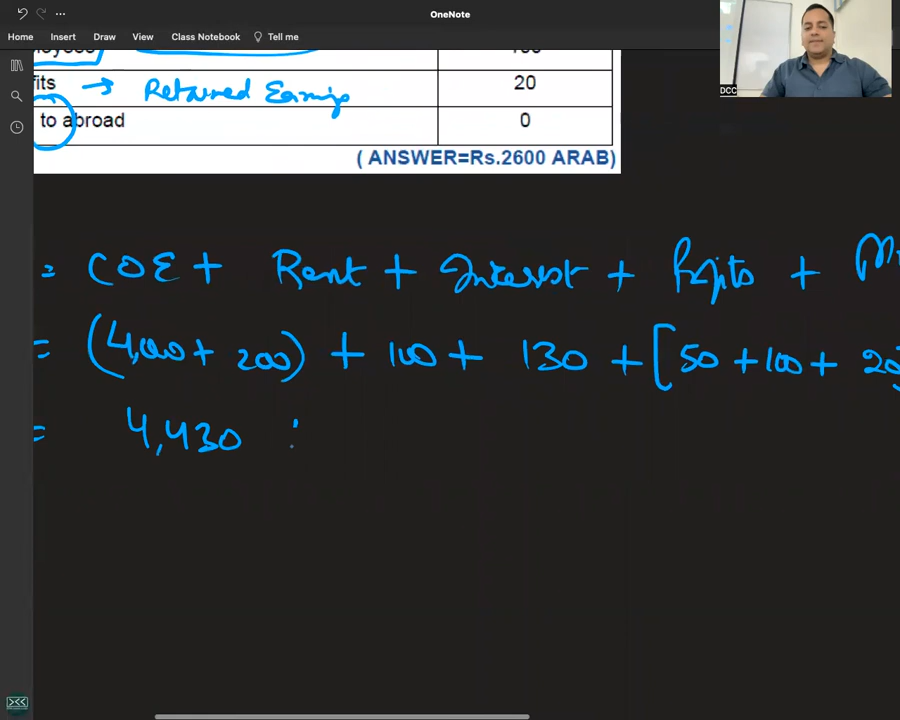 OneNote
Home Insert Draw View Class Notebook Tell me
DCC
fits → Retained Earnings 20
to abroad 0
( ANSWER=Rs.2600 ARAB)
= COE + Rent + Interest + Profits +
= (4,000 + 200) + 100 + 130 + [50 + 100 + 20]
= 4,430